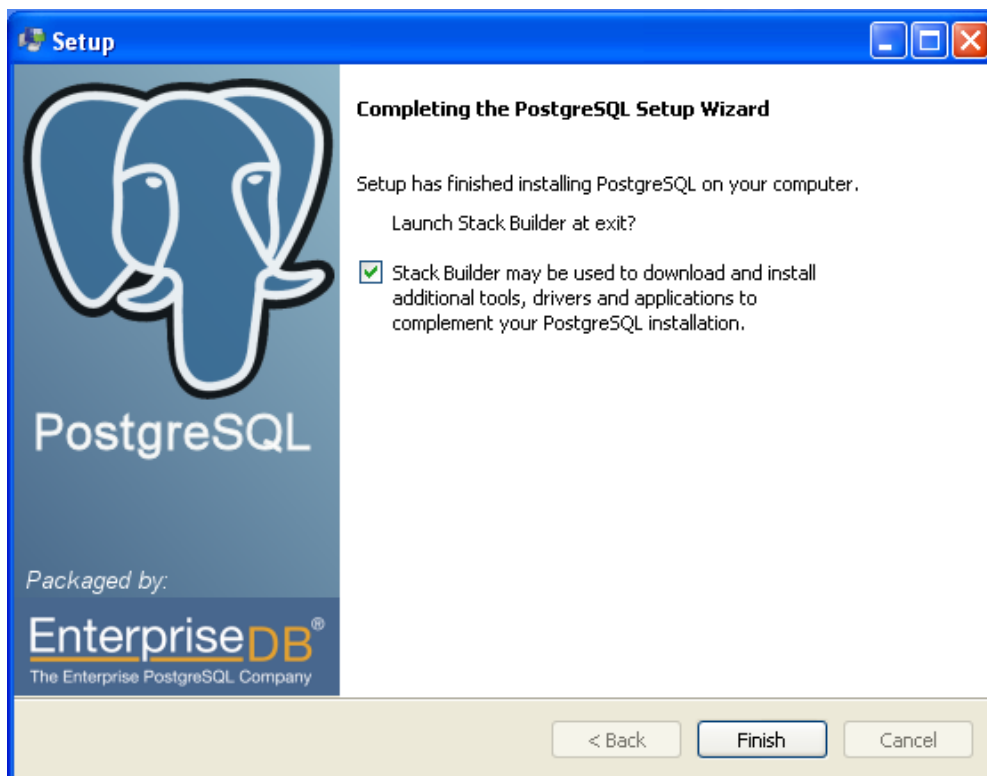 Setup
Completing the PostgreSQL Setup Wizard
Setup has finished installing PostgreSQL on your computer.
Launch Stack Builder at exit?
Stack Builder may be used to download and install
additional tools, drivers and applications to
complement your PostgreSQL installation.
PostgreSQL
Packaged by:
EnterpriseDB®
The Enterprise PostgreSQL Company
< Back
Finish
Cancel